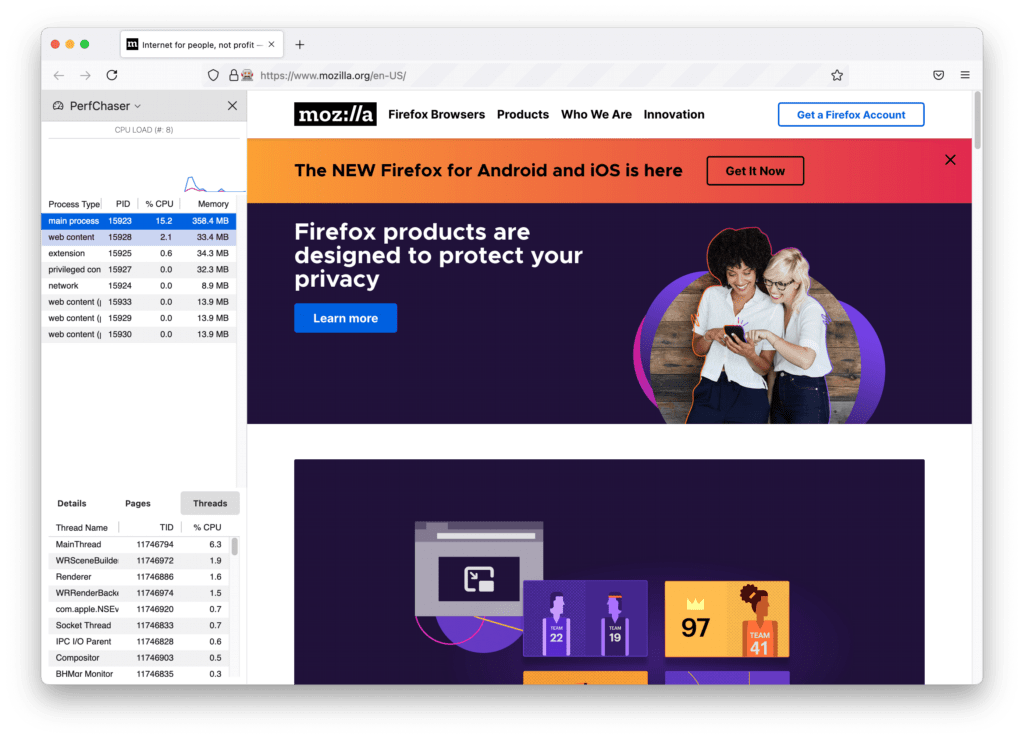 Internet for people, not profit —
https://www.mozilla.org/en-US/
PerfChaser
CPU LOAD (#: 8)
Process Type PID % CPU Memory
main process 15923 15.2 358.4 MB
web content 15928 2.1 33.4 MB
extension 15925 0.6 34.3 MB
privileged con 15927 0.0 32.3 MB
network 15924 0.0 8.9 MB
web content (p 15933 0.0 13.9 MB
web content (p 15929 0.0 13.9 MB
web content (p 15930 0.0 13.9 MB
Details Pages Threads
Thread Name TID % CPU
MainThread 11746794 6.3
WRSceneBuilde 11746972 1.9
Renderer 11746886 1.6
WRRenderBacke 11746974 1.5
com.apple.NSEv 11746920 0.7
Socket Thread 11746833 0.7
IPC I/O Parent 11746828 0.6
Compositor 11746903 0.5
BHMgr Monitor 11746835 0.3
moz://a
Firefox Browsers Products Who We Are Innovation
Get a Firefox Account
The NEW Firefox for Android and iOS is here
Get It Now
Firefox products are
designed to protect your
privacy
Learn more
TEAM
22
TEAM
19
97
TEAM
41